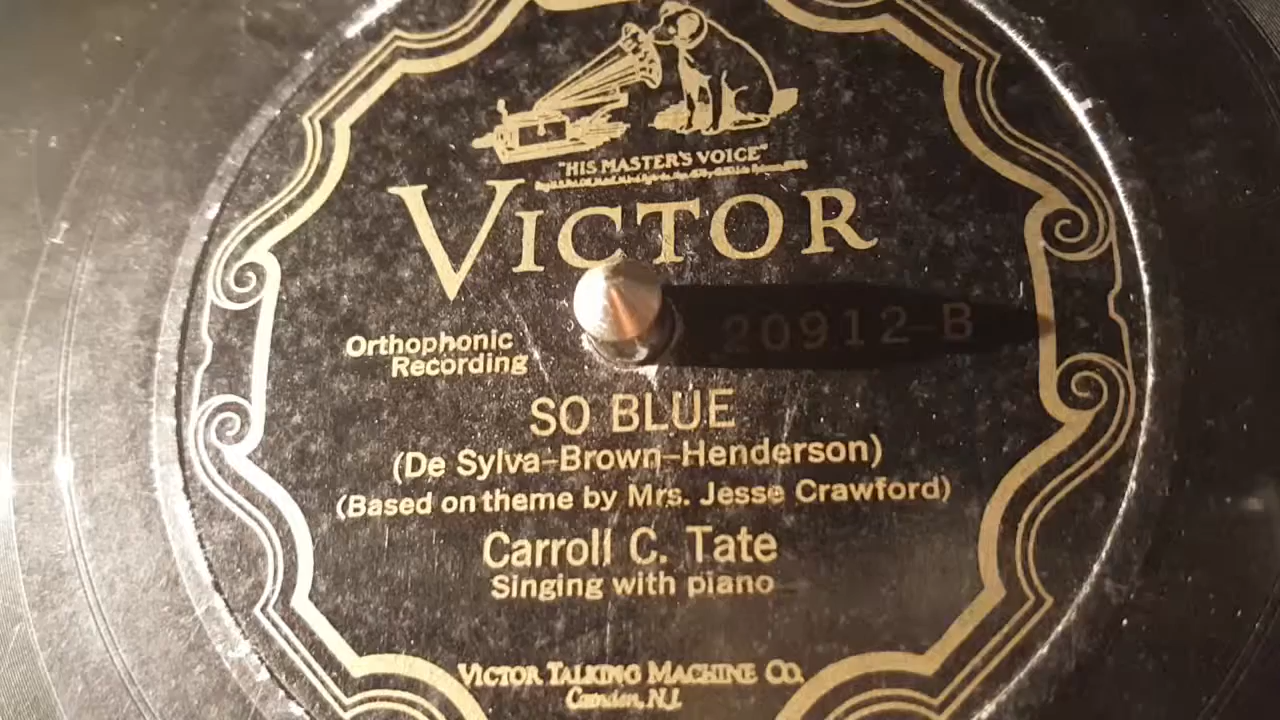 "HIS MASTER'S VOICE"
VICTOR
20912-B
Orthophonic
Recording
SO BLUE
(De Sylva-Brown-Henderson)
(Based on theme by Mrs. Jesse Crawford)
Carroll C. Tate
Singing with piano
VICTOR TALKING MACHINE CO.
Camden, N.J.